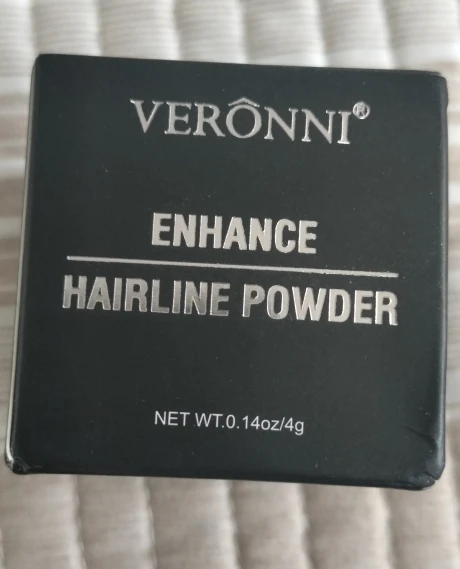 VERÔNNI®
ENHANCE
HAIRLINE POWDER
NET WT.0.14oz/4g